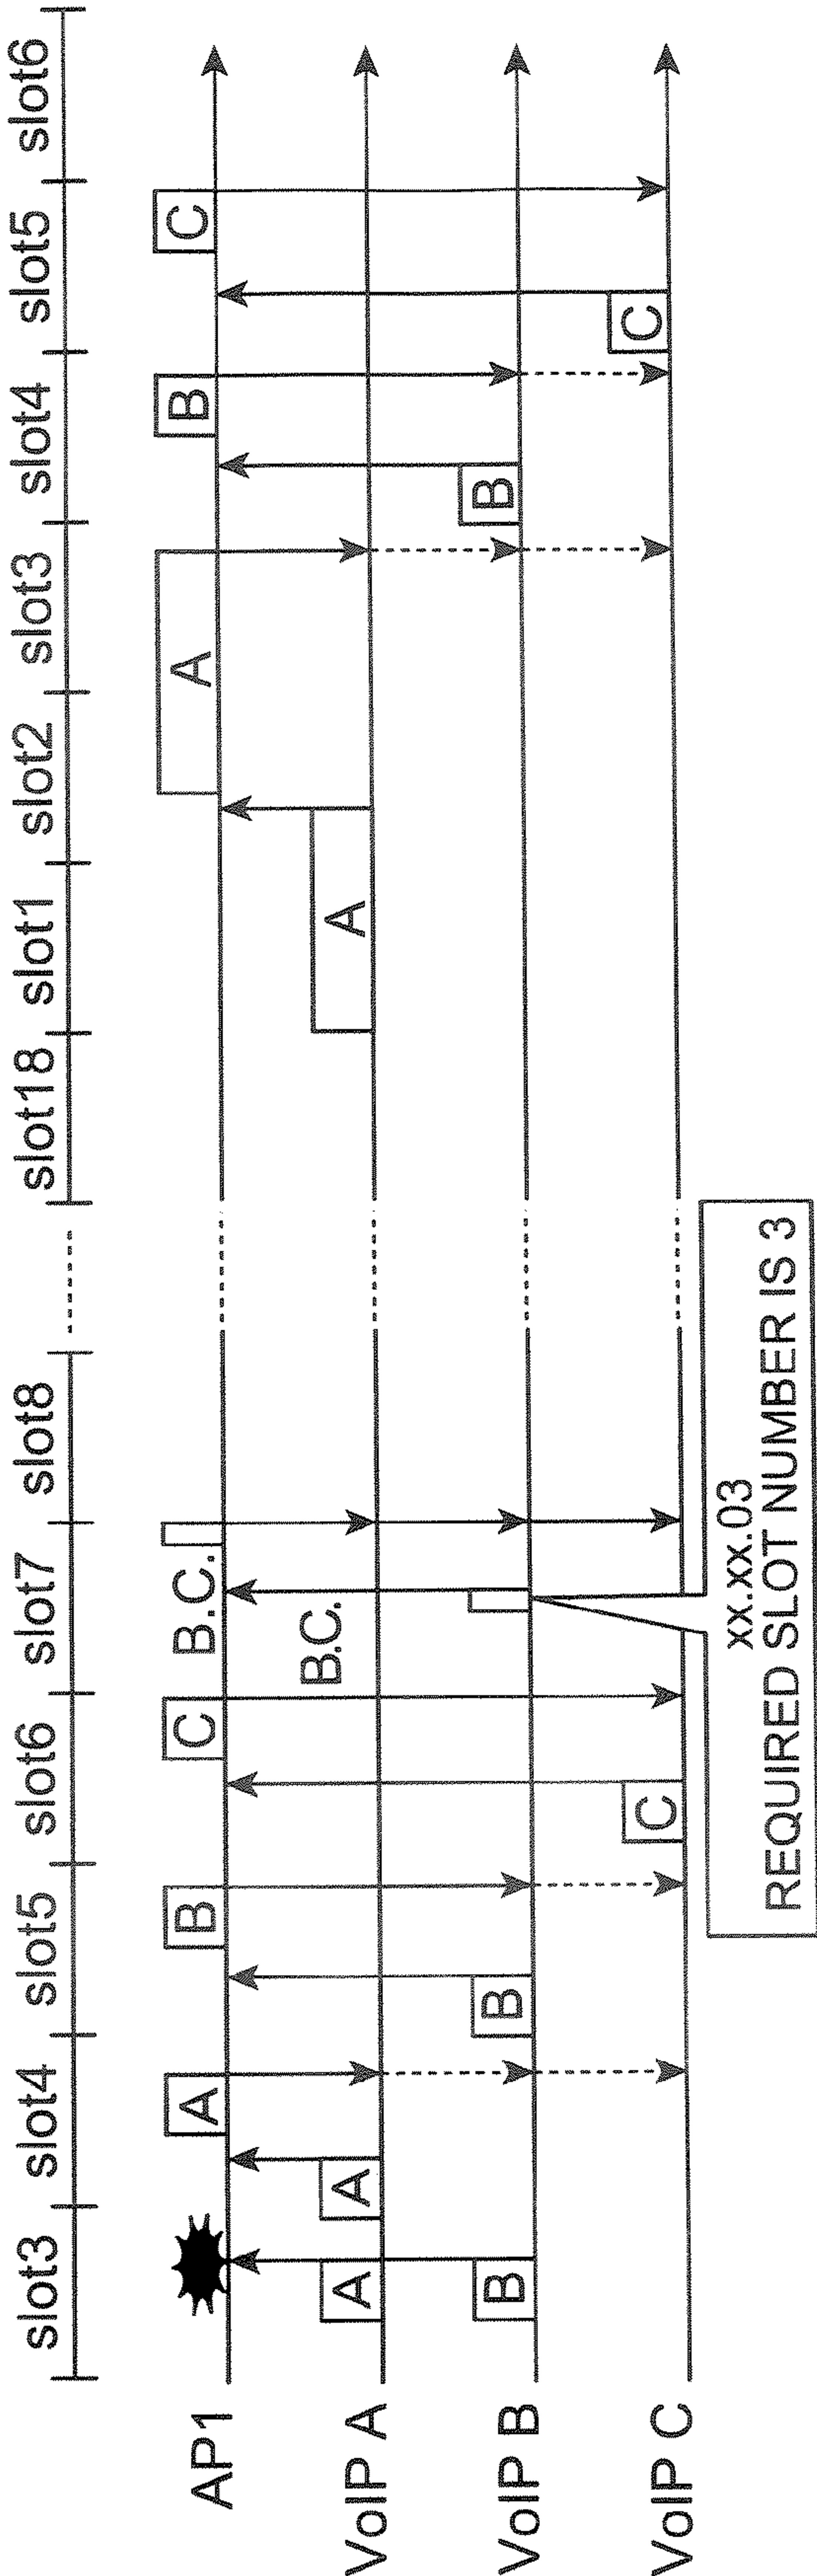 slot3 slot4 slot5 slot6 slot7 slot8 slot18 slot1 slot2 slot3 slot4 slot5 slot6
AP1 A B C B.C. A B C
VoIP A A A B.C. A
VoIP B B B B
VoIP C C C
xx.xx.03
REQUIRED SLOT NUMBER IS 3